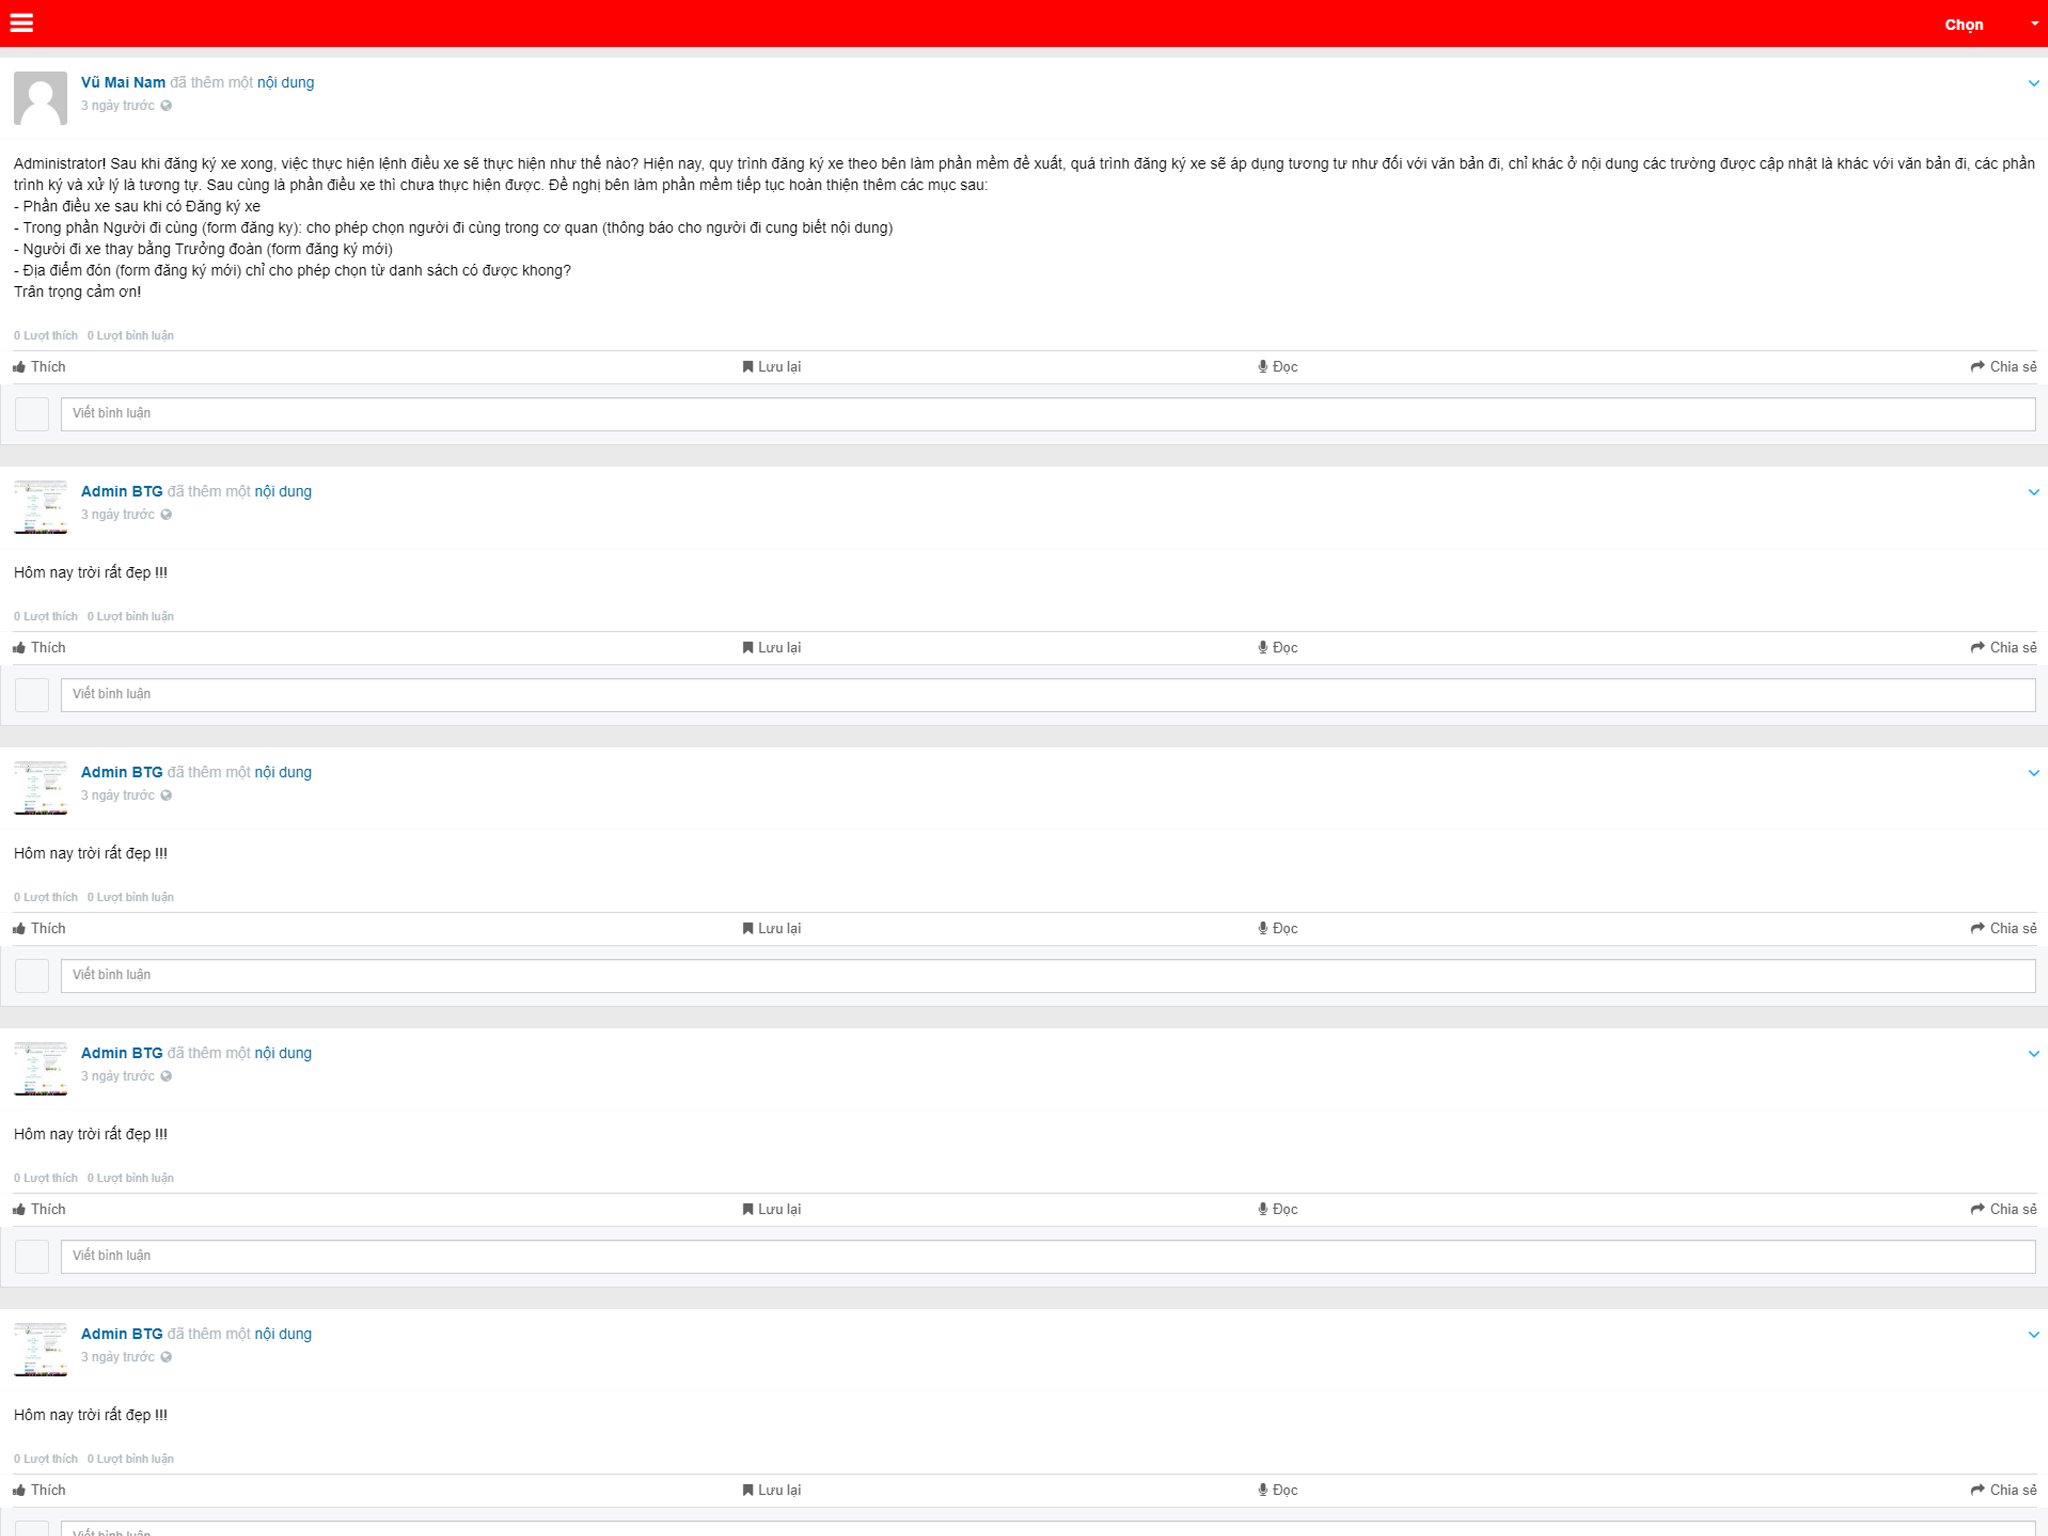 Chọn
Vũ Mai Nam đã thêm một nội dung
3 ngày trước
Administrator! Sau khi đăng ký xe xong, việc thực hiện lệnh điều xe sẽ thực hiện như thế nào? Hiện nay, quy trình đăng ký xe theo bên làm phần mềm đề xuất, quá trình đăng ký xe sẽ áp dụng tương tư như đối với văn bản đi, chỉ khác ở nội dung các trường được cập nhật là khác với văn bản đi, các phần
trình ký và xử lý là tương tự. Sau cùng là phần điều xe thì chưa thực hiện được. Đề nghị bên làm phần mềm tiếp tục hoàn thiện thêm các mục sau:
- Phần điều xe sau khi có Đăng ký xe
- Trong phần Người đi cùng (form đăng ky): cho phép chọn người đi cùng trong cơ quan (thông báo cho người đi cung biết nội dung)
- Người đi xe thay bằng Trưởng đoàn (form đăng ký mới)
- Địa điểm đón (form đăng ký mới) chỉ cho phép chọn từ danh sách có được khong?
Trân trọng cảm ơn!
0 Lượt thích 0 Lượt bình luận
Thích Lưu lại Đọc Chia sẻ
Viết bình luận
Admin BTG đã thêm một nội dung
3 ngày trước
Hôm nay trời rất đẹp !!!
0 Lượt thích 0 Lượt bình luận
Thích Lưu lại Đọc Chia sẻ
Viết bình luận
Admin BTG đã thêm một nội dung
3 ngày trước
Hôm nay trời rất đẹp !!!
0 Lượt thích 0 Lượt bình luận
Thích Lưu lại Đọc Chia sẻ
Viết bình luận
Admin BTG đã thêm một nội dung
3 ngày trước
Hôm nay trời rất đẹp !!!
0 Lượt thích 0 Lượt bình luận
Thích Lưu lại Đọc Chia sẻ
Viết bình luận
Admin BTG đã thêm một nội dung
3 ngày trước
Hôm nay trời rất đẹp !!!
0 Lượt thích 0 Lượt bình luận
Thích Lưu lại Đọc Chia sẻ
Viết bình luận